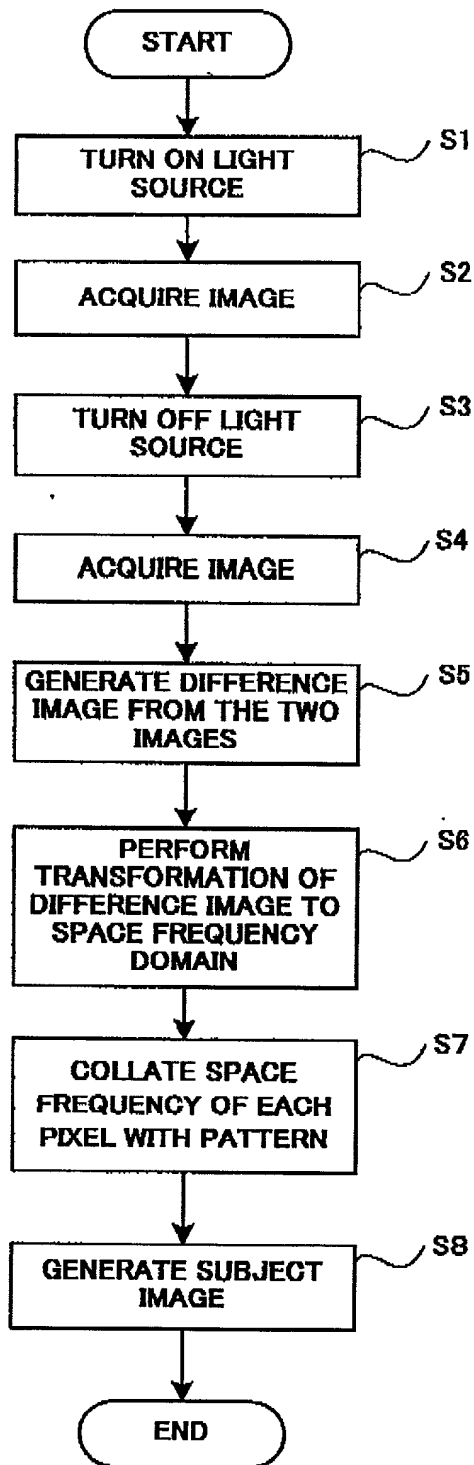 START
S1
TURN ON LIGHT
SOURCE
S2
ACQUIRE IMAGE
S3
TURN OFF LIGHT
SOURCE
S4
ACQUIRE IMAGE
S5
GENERATE DIFFERENCE
IMAGE FROM THE TWO
IMAGES
S6
PERFORM
TRANSFORMATION OF
DIFFERENCE IMAGE TO
SPACE FREQUENCY
DOMAIN
S7
COLLATE SPACE
FREQUENCY OF EACH
PIXEL WITH PATTERN
S8
GENERATE SUBJECT
IMAGE
END